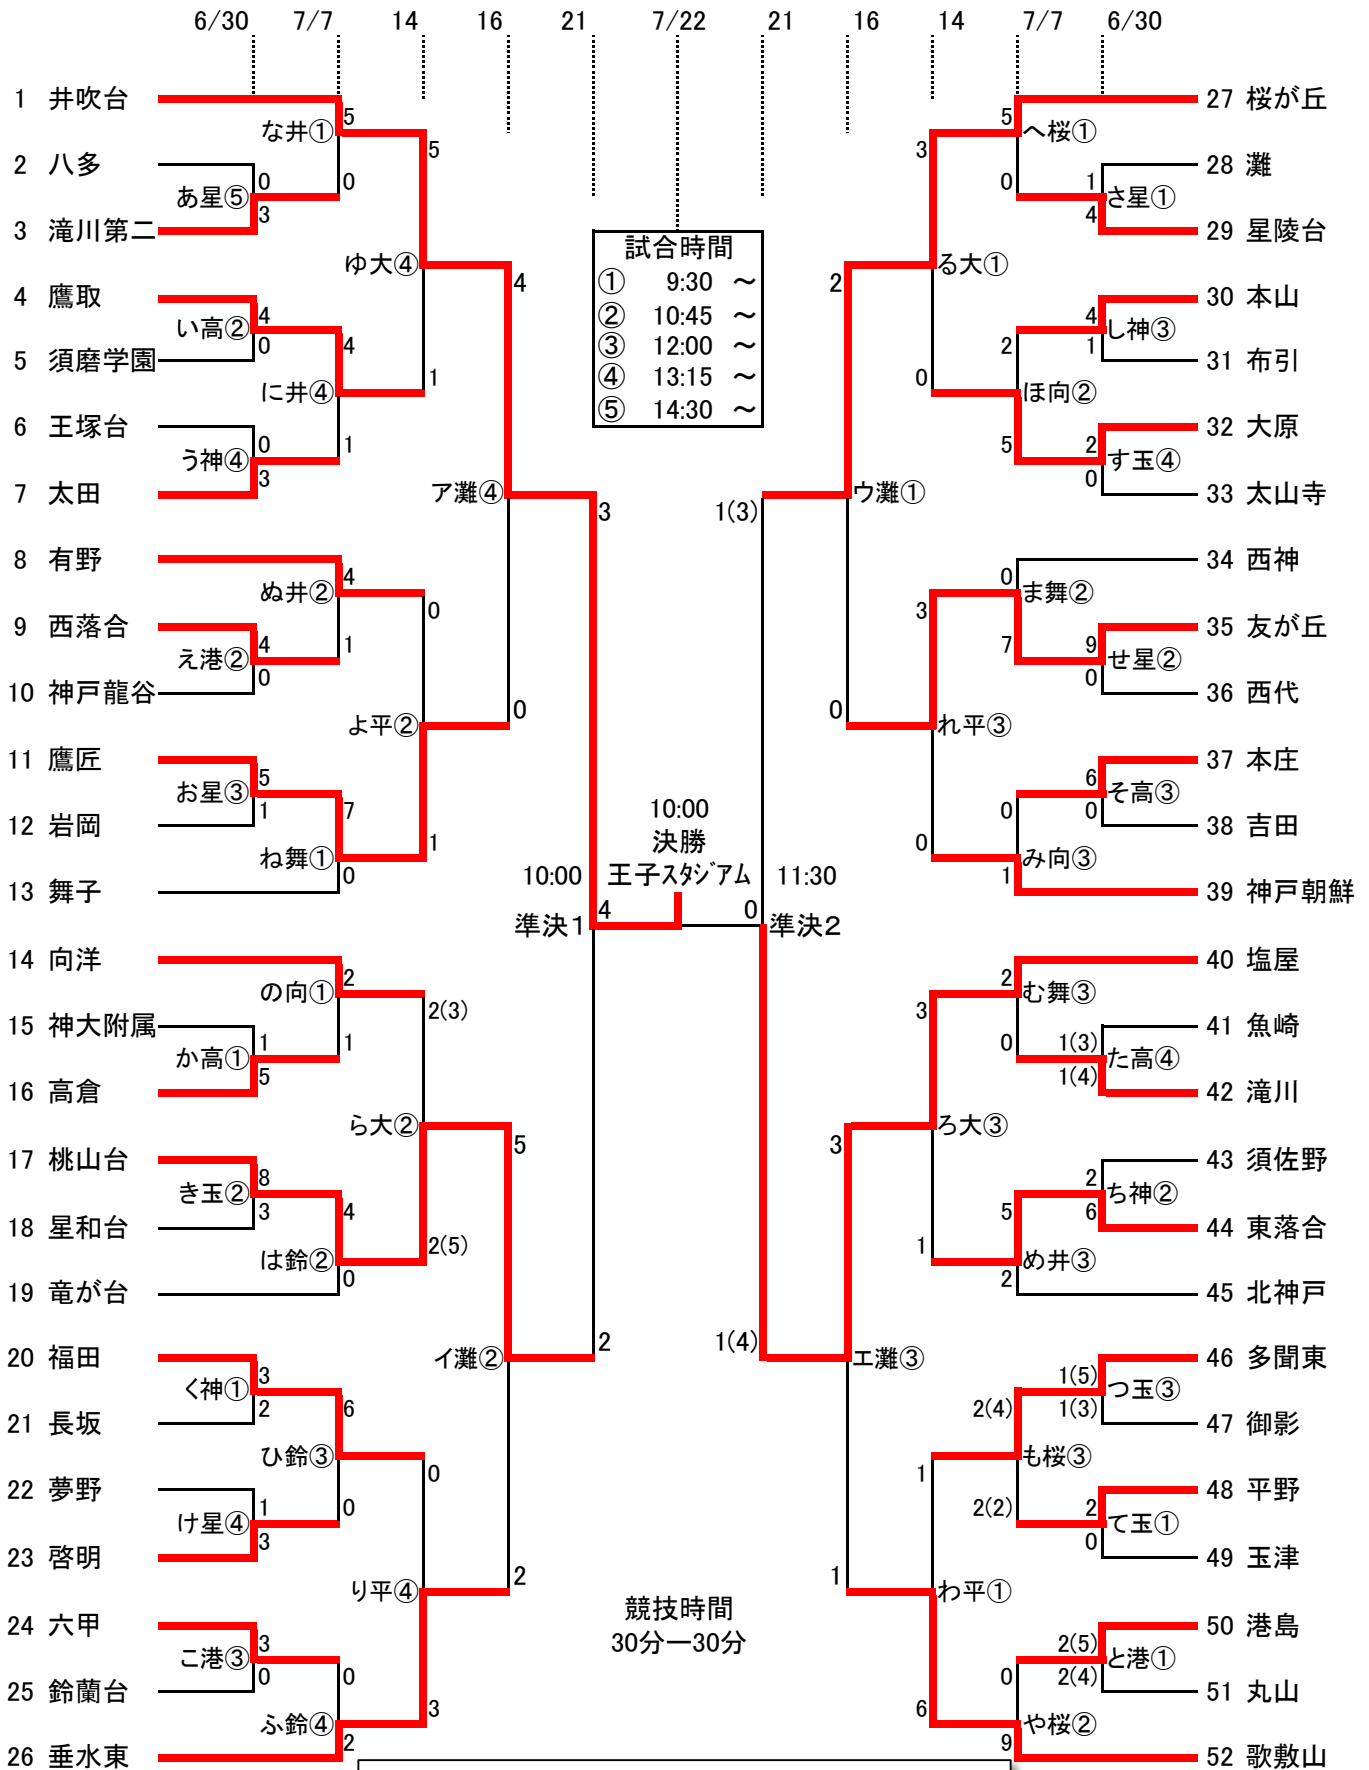 6/30 7/7 14 16 21 7/22 21 16 14 7/7 6/30
1 井吹台 5 5 27 桜が丘
な井① へ桜①
5 3
2 八多 28 灘
0 0 0 1
あ星⑤ さ星①
3 4
3 滝川第二 29 星陵台
試合時間
ゆ大④ る大①
① 9:30 ～
4 2
4 鷹取 30 本山
② 10:45 ～
4 4
い高② し神③
0 4 2 1
③ 12:00 ～
5 須磨学園 31 布引
④ 13:15 ～
1 0
に井④ ほ向②
⑤ 14:30 ～
6 王塚台 32 大原
0 1 5 2
う神④ す玉④
3 0
7 太田 33 太山寺
ア灘④ ウ灘①
3 1(3)
8 有野 34 西神
4 0
ぬ井② ま舞②
0 3
9 西落合 35 友が丘
4 1 7 9
え港② せ星②
0 0
10 神戸龍谷 36 西代
0 0
よ平② れ平③
11 鷹匠 37 本庄
5 6
お星③ そ高③
1 7 0 0
10:00
12 岩岡 38 吉田
決勝
1 0
ね舞① み向③
10:00 王子スタジアム 11:30
0 1
13 舞子 39 神戸朝鮮
4 0
準決１ 準決２
14 向洋 40 塩屋
2 2
の向① む舞③
2(3) 3
15 神大附属 41 魚崎
1 1 0 1(3)
か高① た高④
5 1(4)
16 高倉 42 滝川
ら大② ろ大③
5 3
17 桃山台 43 須佐野
8 2
き玉② ち神②
3 4 5 6
18 星和台 44 東落合
2(5) 1
は鈴② め井③
0 2
19 竜が台 45 北神戸
2 1(4)
20 福田 イ灘② エ灘③ 46 多聞東
3 1(5)
く神① つ玉③
2 6 2(4) 1(3)
21 長坂 47 御影
ひ鈴③ も桜③
0 1
22 夢野 48 平野
1 0 2(2) 2
け星④ て玉①
3 0
23 啓明 49 玉津
2 1
り平④ わ平①
競技時間
24 六甲 50 港島
30分ー30分
3 2(5)
こ港③ と港①
0 0 0 2(4)
25 鈴蘭台 51 丸山
3 6
ふ鈴④ や桜②
2 9
26 垂水東 52 歌敷山